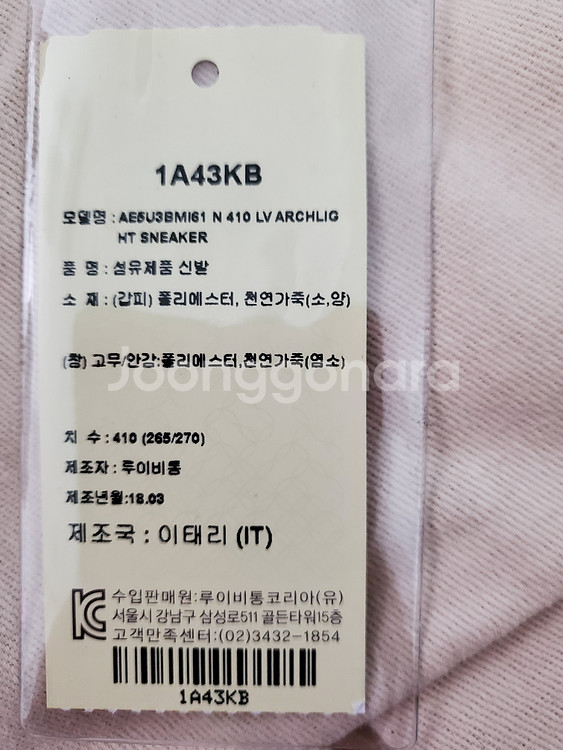 1A43KB
모델명 : AE5U3BMI61 N 410 LV ARCHLIG
HT SNEAKER
품 명 : 섬유제품 신발
소 재 : (갑피) 폴리에스터, 천연가죽(소,양)
(창) 고무/안감:폴리에스터,천연가죽(염소)
Joonggonara
치 수 : 410 (265/270)
제조자 : 루이비통
제조년월:18.03
제조국 : 이태리 (IT)
수입판매원:루이비통코리아(유)
서울시 강남구 삼성로511 골든타워15층
고객만족센터:(02)3432-1854
1A43KB